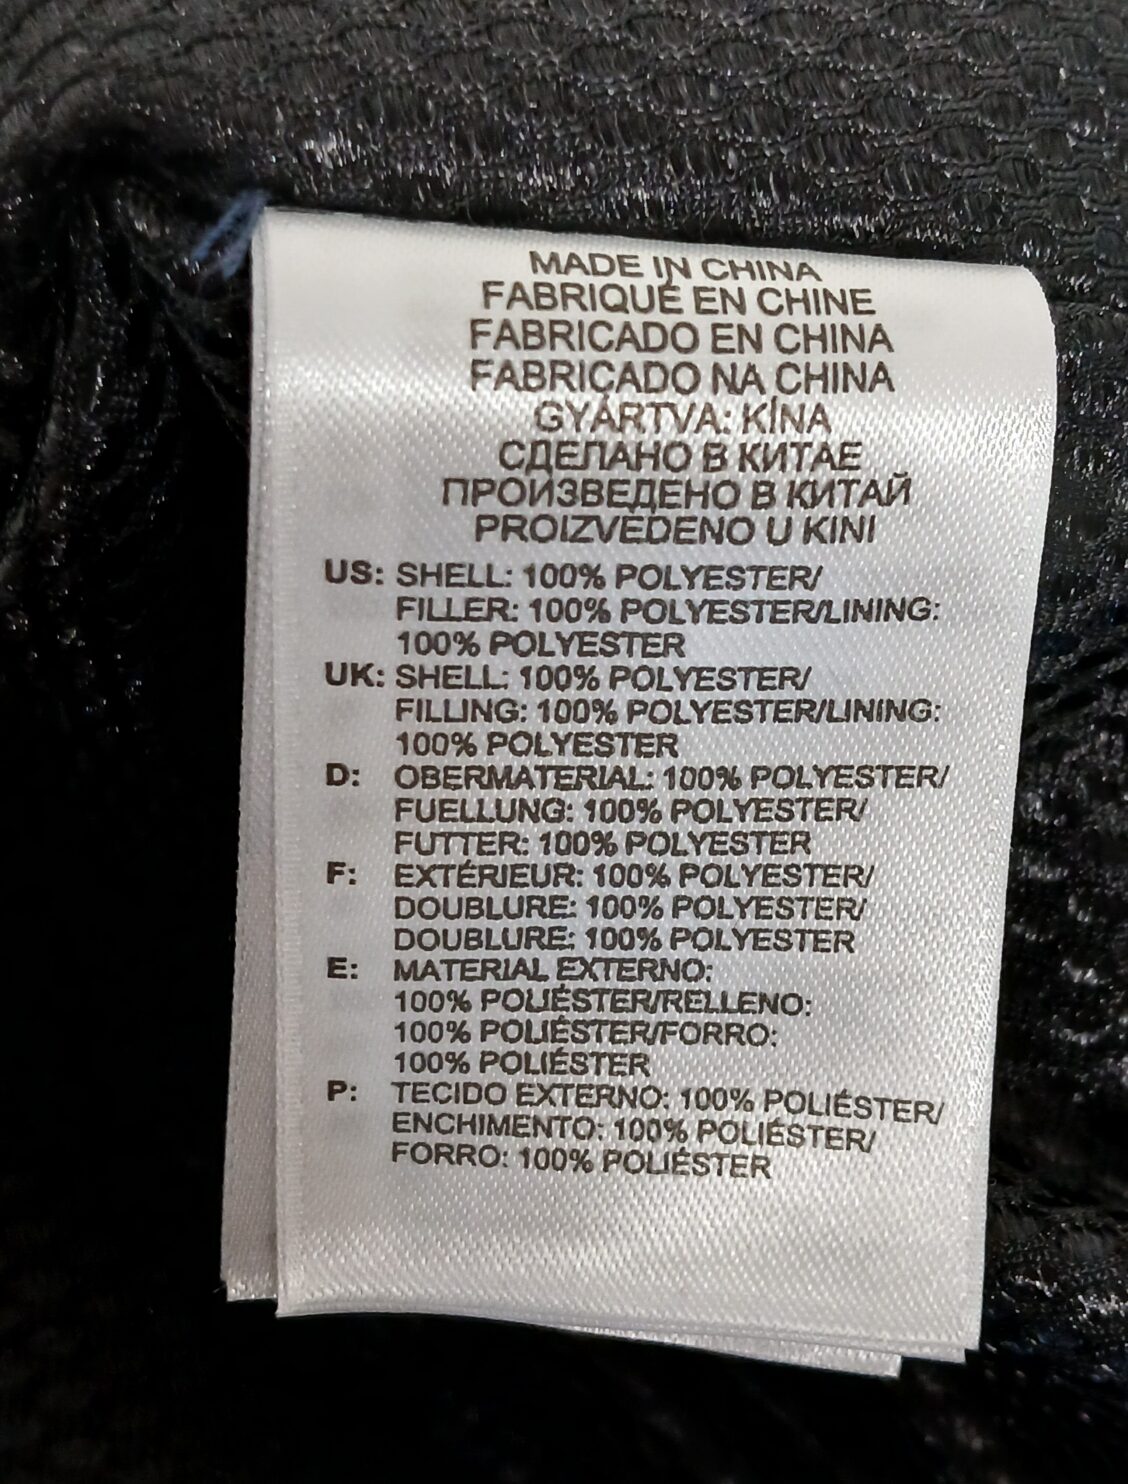 MADE IN CHINA
FABRIQUÉ EN CHINE
FABRICADO EN CHINA
FABRICADO NA CHINA
GYÁRTVA: KÍNA
СДЕЛАНО В КИТАЕ
ПРОИЗВЕДЕНО В КИТАЙ
PROIZVEDENO U KINI
US: SHELL: 100% POLYESTER/
FILLER: 100% POLYESTER/LINING:
100% POLYESTER
UK: SHELL: 100% POLYESTER/
FILLING: 100% POLYESTER/LINING:
100% POLYESTER
D: OBERMATERIAL: 100% POLYESTER/
FUELLUNG: 100% POLYESTER/
FUTTER: 100% POLYESTER
F: EXTÉRIEUR: 100% POLYESTER/
DOUBLURE: 100% POLYESTER/
DOUBLURE: 100% POLYESTER
E: MATERIAL EXTERNO:
100% POLIÉSTER/RELLENO:
100% POLIÉSTER/FORRO:
100% POLIÉSTER
P: TECIDO EXTERNO: 100% POLIÉSTER/
ENCHIMENTO: 100% POLIÉSTER/
FORRO: 100% POLIÉSTER